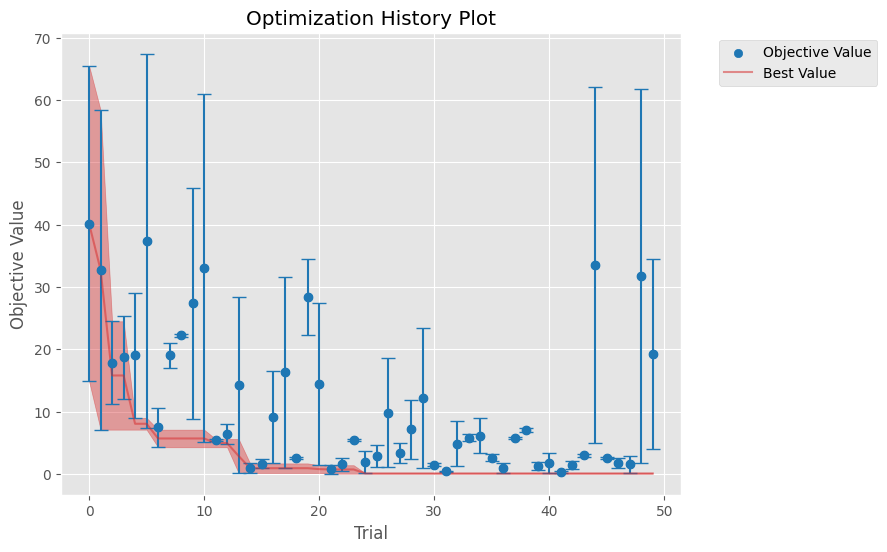 Optimization History Plot
Objective Value
Best Value
70
60
50
40
30
20
10
0
Objective Value
0 10 20 30 40 50
Trial